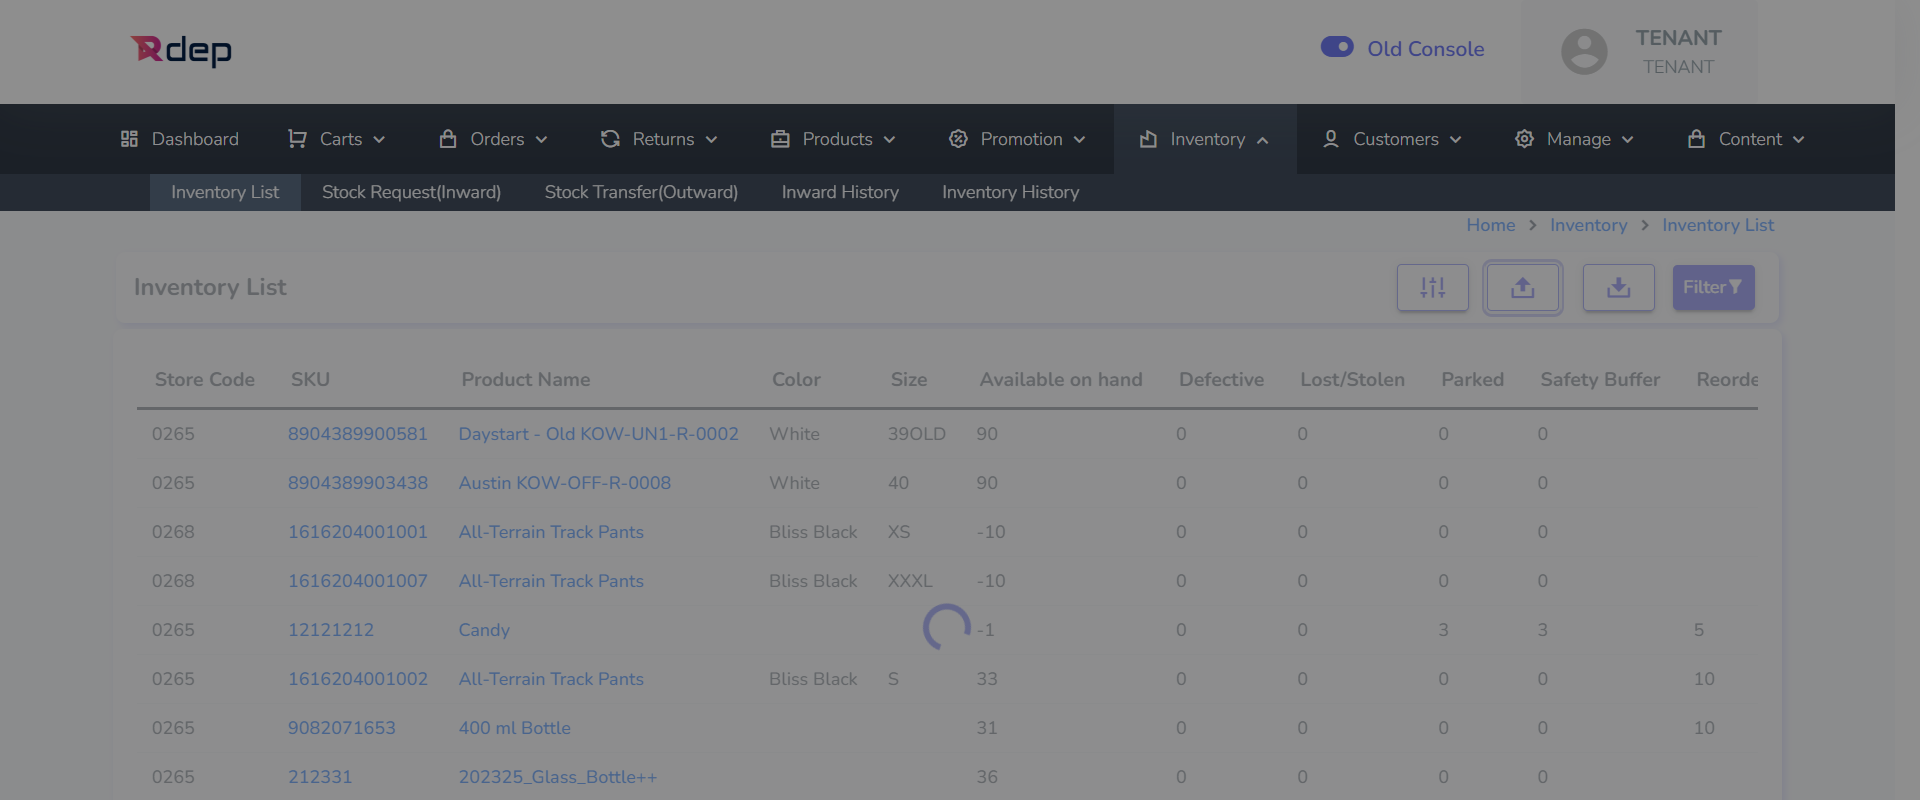 Rdep
Old Console
TENANT
TENANT
Dashboard Carts Orders Returns Products Promotion Inventory Customers Manage Content
Inventory List Stock Request(Inward) Stock Transfer(Outward) Inward History Inventory History
Home > Inventory > Inventory List
Inventory List Filter
Store Code SKU Product Name Color Size Available on hand Defective Lost/Stolen Parked Safety Buffer Reorde
0265 8904389900581 Daystart - Old KOW-UN1-R-0002 White 39OLD 90 0 0 0 0
0265 8904389903438 Austin KOW-OFF-R-0008 White 40 90 0 0 0 0
0268 1616204001001 All-Terrain Track Pants Bliss Black XS -10 0 0 0 0
0268 1616204001007 All-Terrain Track Pants Bliss Black XXXL -10 0 0 0 0
0265 12121212 Candy -1 0 0 3 3 5
0265 1616204001002 All-Terrain Track Pants Bliss Black S 33 0 0 0 0 10
0265 9082071653 400 ml Bottle 31 0 0 0 0 10
0265 212331 202325_Glass_Bottle++ 36 0 0 0 0